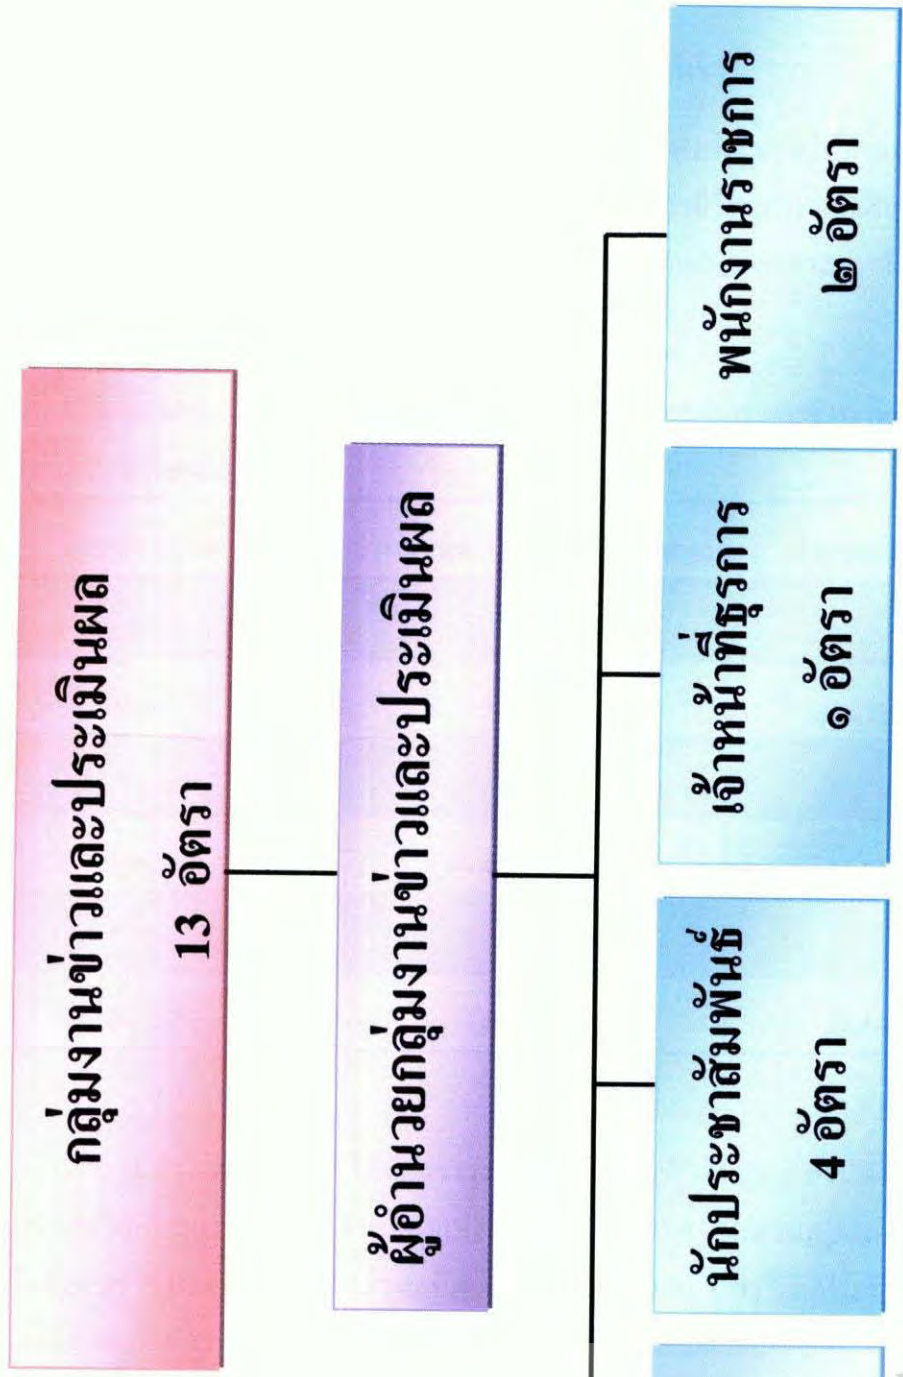 กลุ่มงานข่าวและประเมินผล
13 อัตรา
ผู้อำนวยกลุ่มงานข่าวและประเมินผล
นักประชาสัมพันธ์
4 อัตรา
เจ้าหน้าที่ธุรการ
๑ อัตรา
พนักงานราชการ
๒ อัตรา